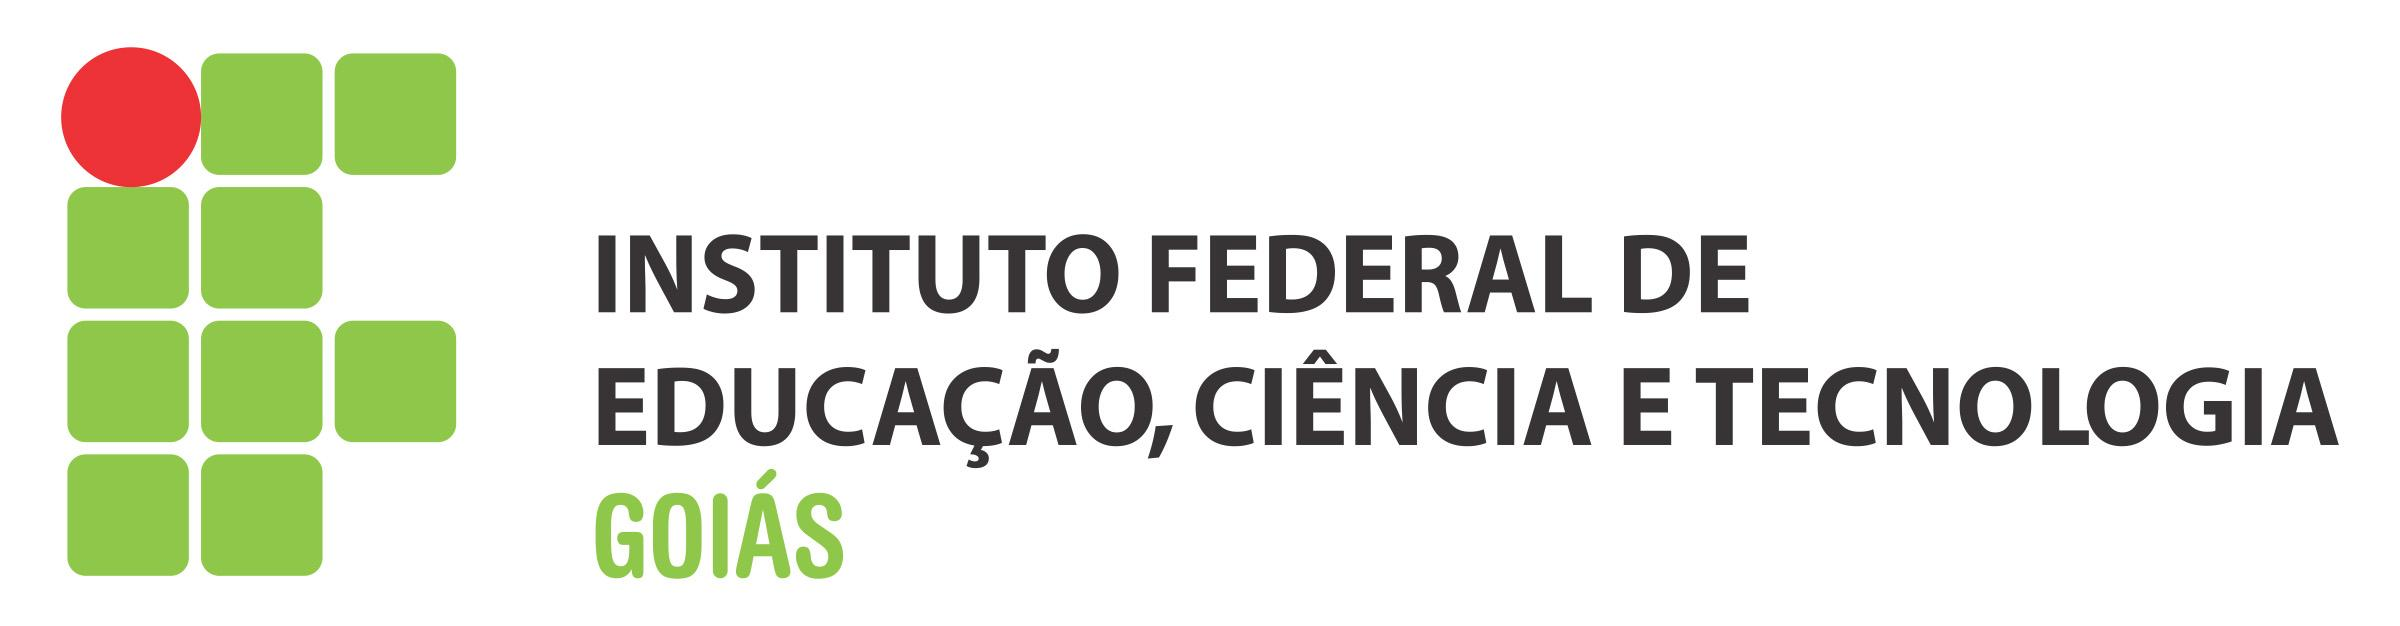 INSTITUTO FEDERAL DE
EDUCAÇÃO, CIÊNCIA E TECNOLOGIA
GOIÁS